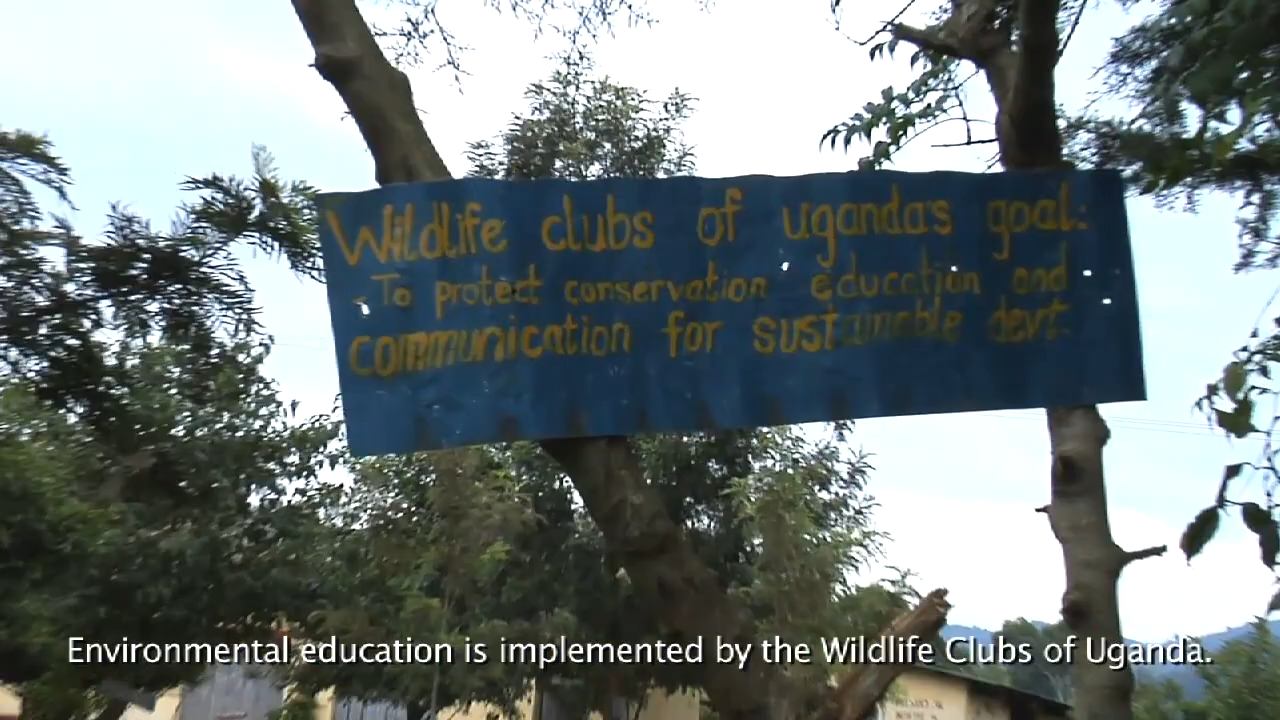 Wildlife clubs of uganda's goal:
- To protect conservation education and
communication for sustainable dev't.
Environmental education is implemented by the Wildlife Clubs of Uganda.